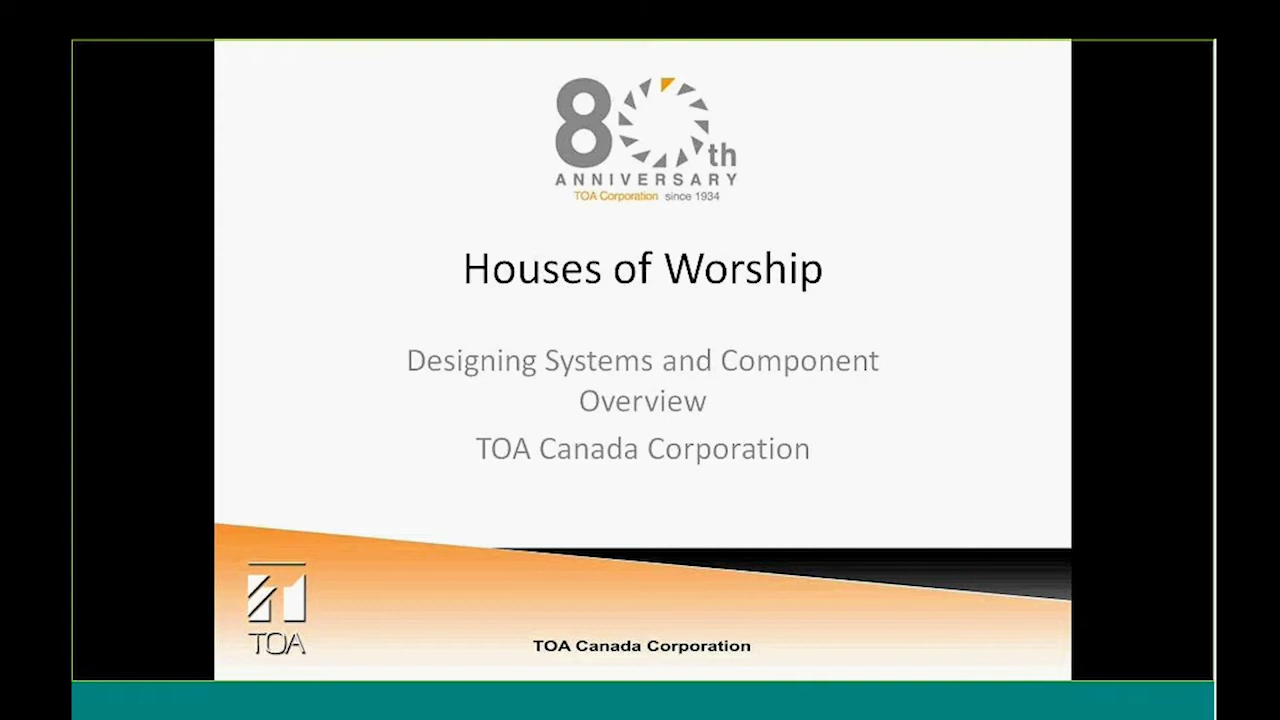 80th
ANNIVERSARY
TOA Corporation since 1934
Houses of Worship
Designing Systems and Component
Overview
TOA Canada Corporation
TOA
TOA Canada Corporation